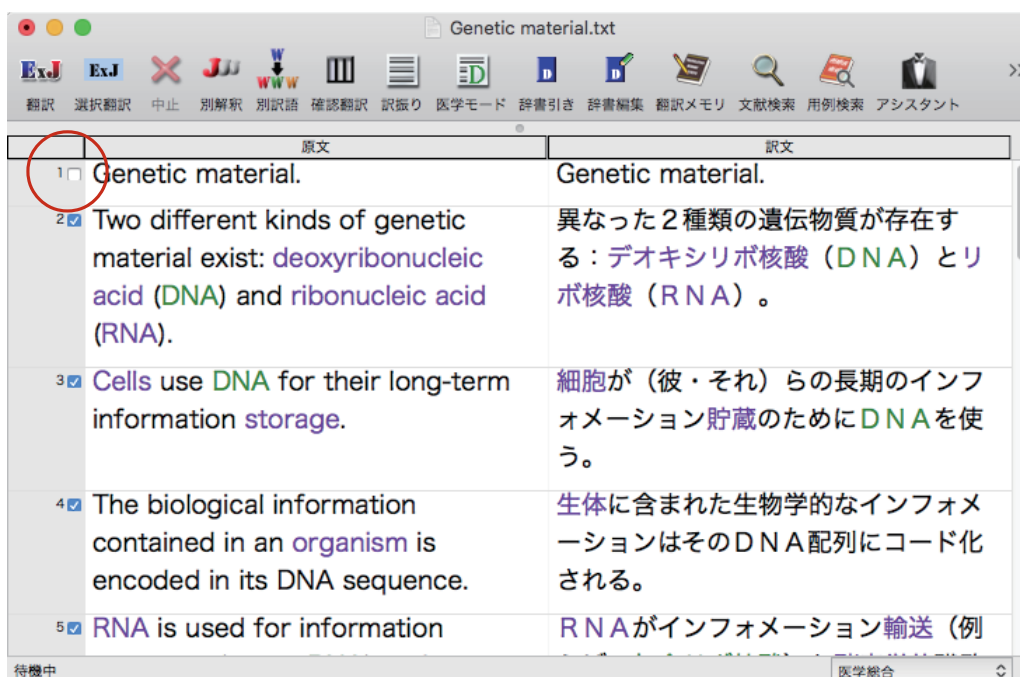 Genetic material.txt
ExJ ExJ JJJ W WWW D D D
翻訳 選択翻訳 中止 別解釈 別訳語 確認翻訳 訳振り 医学モード 辞書引き 辞書編集 翻訳メモリ 文献検索 用例検索 アシスタント
原文 訳文
1 Genetic material. Genetic material.
2 Two different kinds of genetic
material exist: deoxyribonucleic
acid (DNA) and ribonucleic acid
(RNA).
異なった２種類の遺伝物質が存在す
る：デオキシリボ核酸（ＤＮＡ）とリ
ボ核酸（ＲＮＡ）。
3 Cells use DNA for their long-term
information storage.
細胞が（彼・それ）らの長期のインフ
ォメーション貯蔵のためにＤＮＡを使
う。
4 The biological information
contained in an organism is
encoded in its DNA sequence.
生体に含まれた生物学的なインフォメ
ーションはそのＤＮＡ配列にコード化
される。
5 RNA is used for information
ＲＮＡがインフォメーション輸送（例
待機中 医学総合